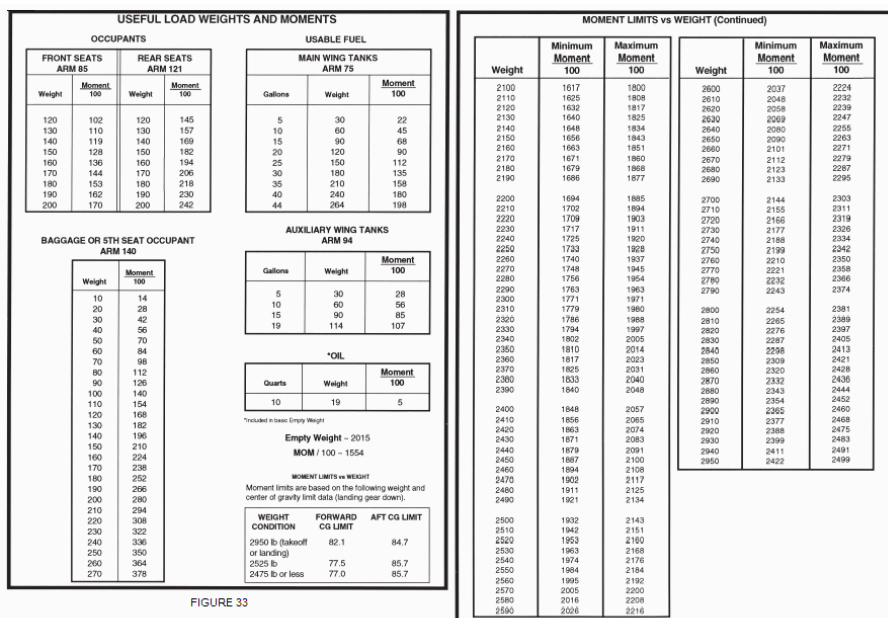 USEFUL LOAD WEIGHTS AND MOMENTS
OCCUPANTS
FRONT SEATS REAR SEATS
ARM 85 ARM 121
Weight Moment 100 Weight Moment 100
120 102 120 145
130 110 130 157
140 119 140 169
150 128 150 182
160 136 160 194
170 144 170 206
180 153 180 218
190 162 190 230
200 170 200 242
BAGGAGE OR 5TH SEAT OCCUPANT
ARM 140
Weight Moment 100
10 14
20 28
30 42
40 56
50 70
60 84
70 98
80 112
90 126
100 140
110 154
120 168
130 182
140 196
150 210
160 224
170 238
180 252
190 266
200 280
210 294
220 308
230 322
240 336
250 350
260 364
270 378
USABLE FUEL
MAIN WING TANKS
ARM 75
Gallons Weight Moment 100
5 30 22
10 60 45
15 90 68
20 120 90
25 150 112
30 180 135
35 210 158
40 240 180
44 264 198
AUXILIARY WING TANKS
ARM 94
Gallons Weight Moment 100
5 30 28
10 60 56
15 90 85
19 114 107
*OIL
Quarts Weight Moment 100
10 19 5
*Included in basic Empty Weight
Empty Weight ~ 2015
MOM / 100 ~ 1554
MOMENT LIMITS vs WEIGHT
Moment limits are based on the following weight and
center of gravity limit data (landing gear down).
WEIGHT FORWARD AFT CG LIMIT
CONDITION CG LIMIT
2950 lb (takeoff 82.1 84.7
or landing)
2525 lb 77.5 85.7
2475 lb or less 77.0 85.7
FIGURE 33
MOMENT LIMITS vs WEIGHT (Continued)
Weight Minimum Moment 100 Maximum Moment 100
2100 1617 1800
2110 1625 1808
2120 1632 1817
2130 1640 1825
2140 1648 1834
2150 1656 1843
2160 1663 1851
2170 1671 1860
2180 1679 1868
2190 1686 1877
2200 1694 1885
2210 1702 1894
2220 1709 1903
2230 1717 1911
2240 1725 1920
2250 1733 1928
2260 1740 1937
2270 1748 1945
2280 1756 1954
2290 1763 1963
2300 1771 1971
2310 1779 1980
2320 1786 1988
2330 1794 1997
2340 1802 2005
2350 1810 2014
2360 1817 2023
2370 1825 2031
2380 1833 2040
2390 1840 2048
2400 1848 2057
2410 1856 2065
2420 1863 2074
2430 1871 2083
2440 1879 2091
2450 1887 2100
2460 1894 2108
2470 1902 2117
2480 1911 2125
2490 1921 2134
2500 1932 2143
2510 1942 2151
2520 1953 2160
2530 1963 2168
2540 1974 2176
2550 1984 2184
2560 1995 2192
2570 2005 2200
2580 2016 2208
2590 2026 2216
Weight Minimum Moment 100 Maximum Moment 100
2600 2037 2224
2610 2048 2232
2620 2058 2239
2630 2069 2247
2640 2080 2255
2650 2090 2263
2660 2101 2271
2670 2112 2279
2680 2123 2287
2690 2133 2295
2700 2144 2303
2710 2155 2311
2720 2166 2319
2730 2177 2326
2740 2188 2334
2750 2199 2342
2760 2210 2350
2770 2221 2358
2780 2232 2366
2790 2243 2374
2800 2254 2381
2810 2265 2389
2820 2276 2397
2830 2287 2405
2840 2298 2413
2850 2309 2421
2860 2320 2428
2870 2332 2436
2880 2343 2444
2890 2354 2452
2900 2365 2460
2910 2377 2468
2920 2388 2475
2930 2399 2483
2940 2411 2491
2950 2422 2499